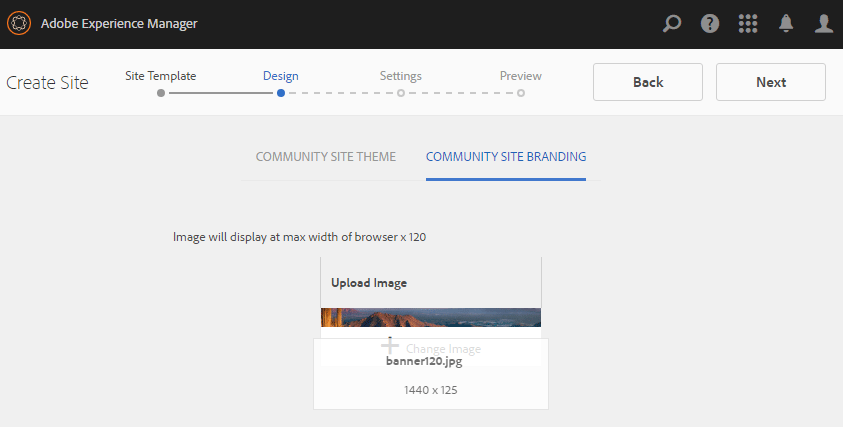 Adobe Experience Manager
Create Site
Site Template
Design
Settings
Preview
Back
Next
COMMUNITY SITE THEME
COMMUNITY SITE BRANDING
Image will display at max width of browser x 120
Upload Image
Change Image
banner120.jpg
1440 x 125